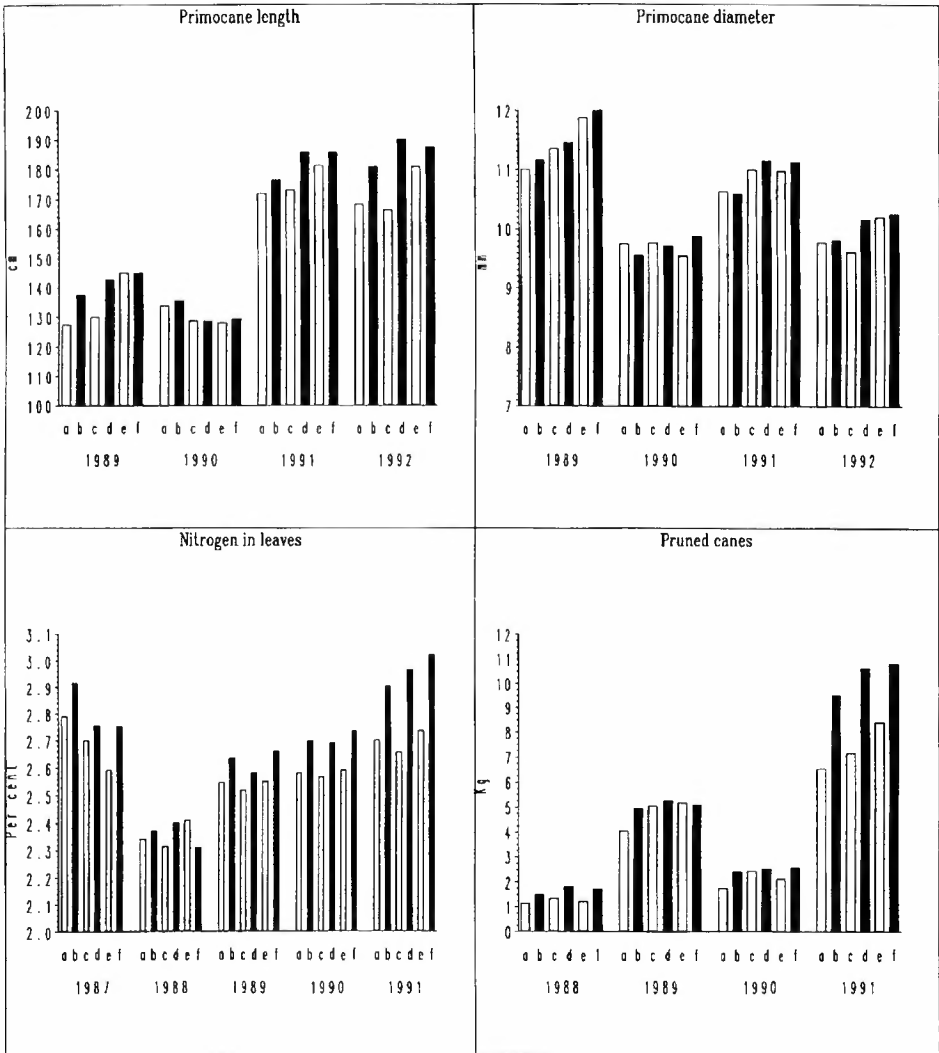 Primocane length
200
190
180
170
160
150
140
130
120
110
100
cm
a b c d e f a b c d e f a b c d e f a b c d e f
1989 1990 1991 1992
Primocane diameter
12
11
10
9
8
7
mm
a b c d e f a b c d e f a b c d e f a b c d e f
1989 1990 1991 1992
Nitrogen in leaves
3.1
3.0
2.9
2.8
2.7
2.6
2.5
2.4
2.3
2.2
2.1
2.0
Per cent
a b c d e f a b c d e f a b c d e f a b c d e f a b c d e f
1987 1988 1989 1990 1991
Pruned canes
12
11
10
9
8
7
6
5
4
3
2
1
0
Kg
a b c d e f a b c d e f a b c d e f a b c d e f
1988 1989 1990 1991